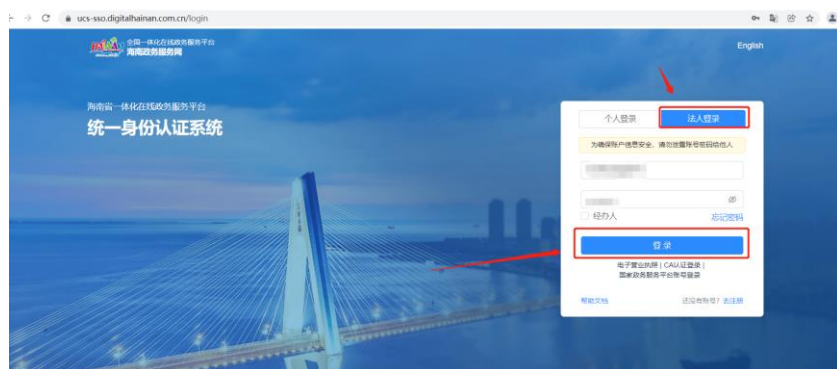 ucs-sso.digitalhainan.com.cn/login
全国一体化在线政务服务平台
海南政务服务网
English
海南省一体化在线政务服务平台
统一身份认证系统
个人登录 法人登录
为确保账户信息安全，请勿泄露账号密码给他人
经办人 忘记密码
登录
电子营业执照 | CA认证登录 |
国家政务服务平台账号登录
帮助文档 还没有账号？去注册